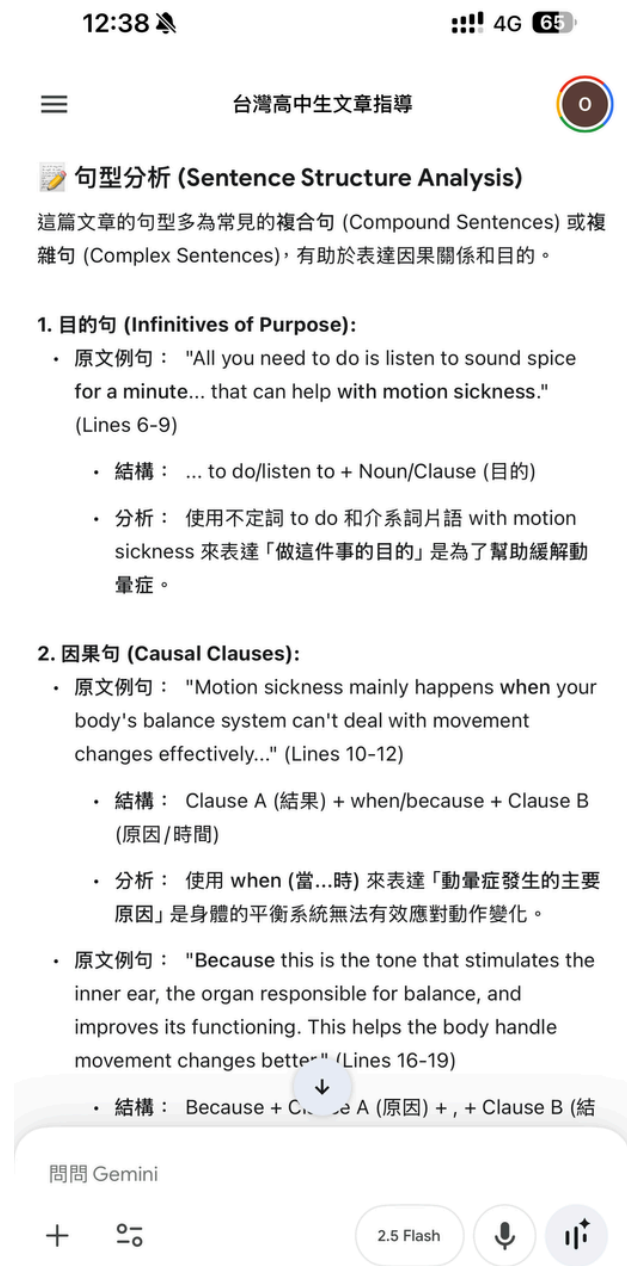 12:38
4G 65
台灣高中生文章指導
O
📝 句型分析 (Sentence Structure Analysis)
這篇文章的句型多為常見的複合句 (Compound Sentences) 或複
雜句 (Complex Sentences)，有助於表達因果關係和目的。
1. 目的句 (Infinitives of Purpose):
• 原文例句： "All you need to do is listen to sound spice
for a minute... that can help with motion sickness."
(Lines 6-9)
• 結構： ... to do/listen to + Noun/Clause (目的)
• 分析： 使用不定詞 to do 和介系詞片語 with motion
sickness 來表達「做這件事的目的」是為了幫助緩解動
暈症。
2. 因果句 (Causal Clauses):
• 原文例句： "Motion sickness mainly happens when your
body's balance system can't deal with movement
changes effectively..." (Lines 10-12)
• 結構： Clause A (結果) + when/because + Clause B
(原因/時間)
• 分析： 使用 when (當...時) 來表達「動暈症發生的主要
原因」是身體的平衡系統無法有效應對動作變化。
• 原文例句： "Because this is the tone that stimulates the
inner ear, the organ responsible for balance, and
improves its functioning. This helps the body handle
movement changes better." (Lines 16-19)
• 結構： Because + Clause A (原因) + , + Clause B (結
問問 Gemini
2.5 Flash